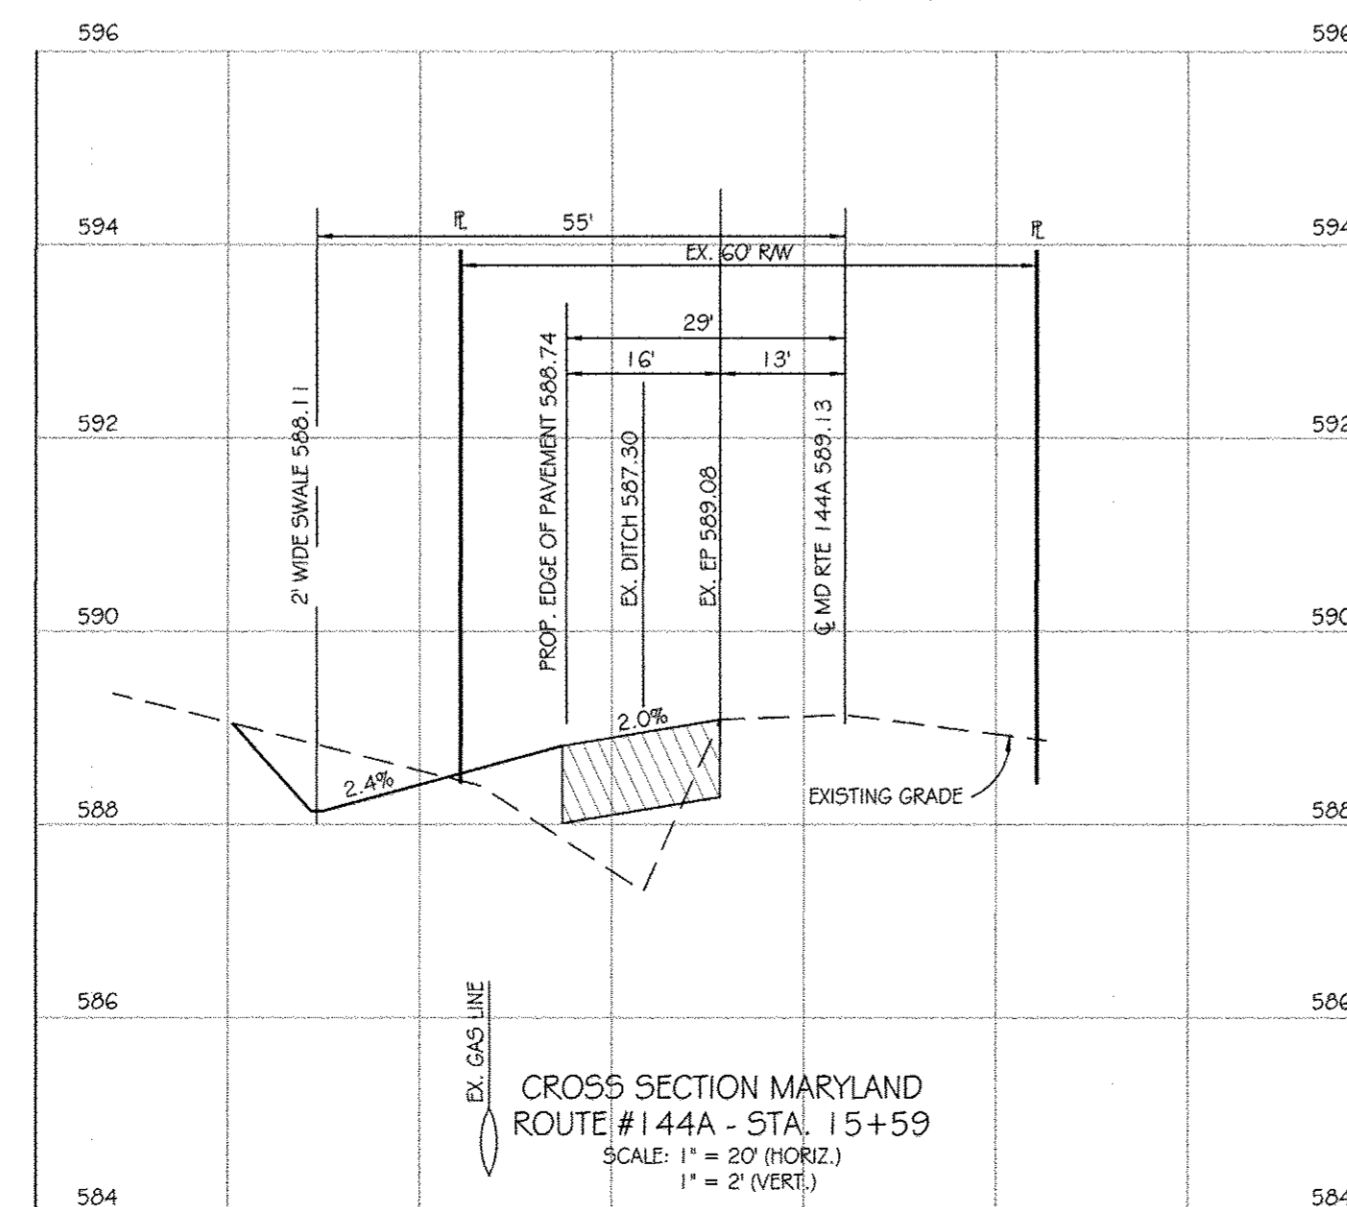 596 596
℄ 55' ℄
594 594
EX. 60' R/W
29'
16' 13'
2' WIDE SWALE 588.11
PROP. EDGE OF PAVEMENT 588.74
EX. DITCH 587.30
EX. EP 589.08
℄ MD RTE 144A 589.13
592 592
590 590
2.0%
2.4%
EXISTING GRADE
588 588
586 586
EX. GAS LINE
CROSS SECTION MARYLAND
ROUTE #144A - STA. 15+59
SCALE: 1" = 20' (HORIZ.)
1" = 2' (VERT.)
584 584